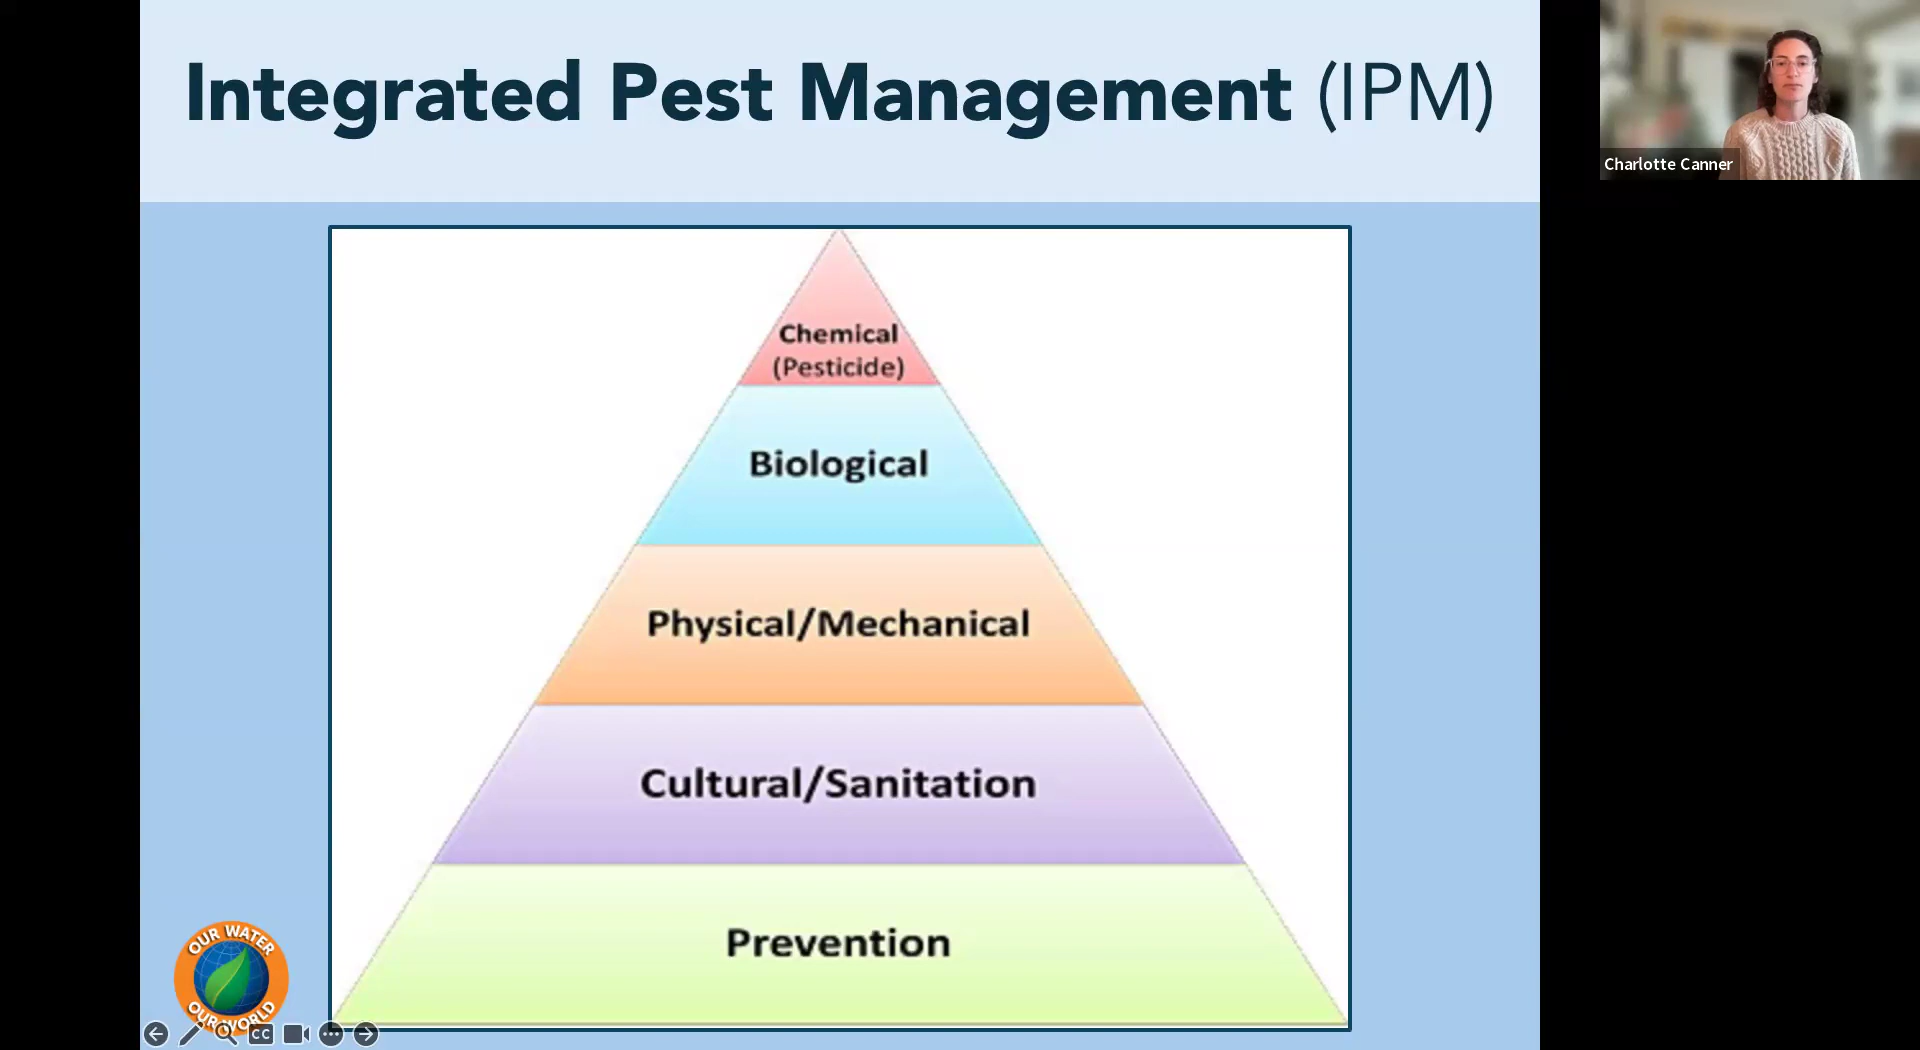 Integrated Pest Management (IPM)
Charlotte Canner
Chemical
(Pesticide)
Biological
Physical/Mechanical
Cultural/Sanitation
Prevention
OUR WATER
OUR WORLD
CC